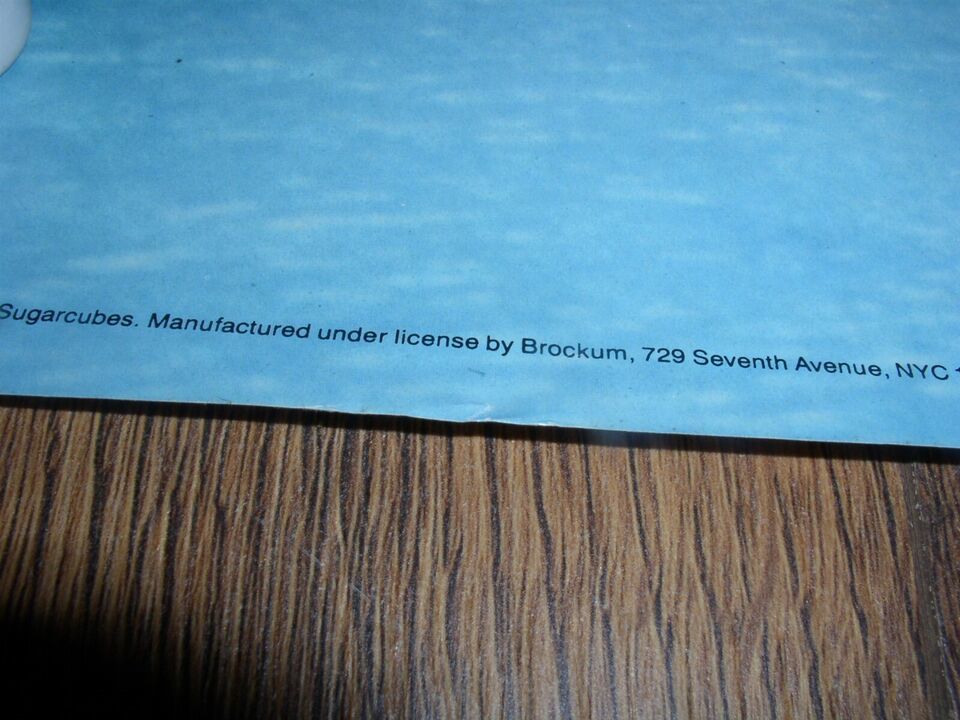 Sugarcubes. Manufactured under license by Brockum, 729 Seventh Avenue, NYC